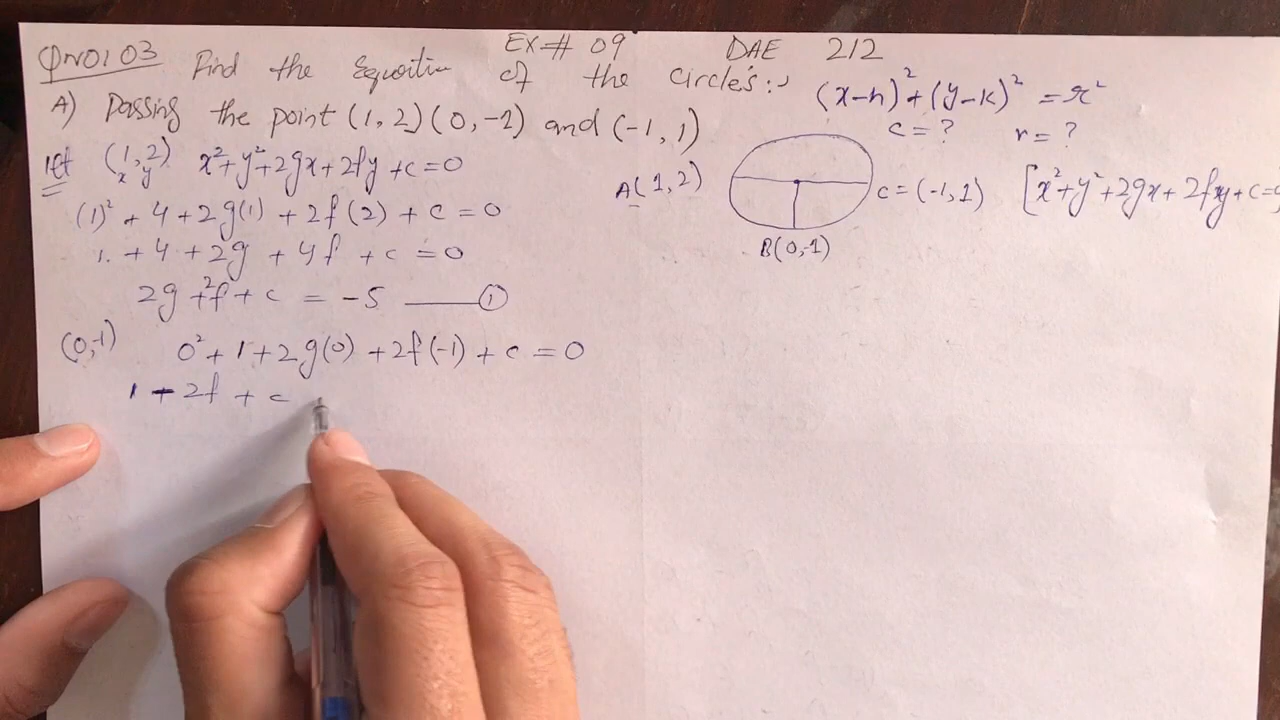 Qno1 03 Ex# 09 DAE 212
Find the Equation of the Circles:-
A) Passing the point (1,2) (0,-1) and (-1,1)
(x-h)² + (y-k)² = r²
c = ? r = ?
let (1,2) x²+y²+2gx+2fy+c=0
x y
A(1,2)
c = (-1,1)
[x²+y²+2gx+2fy+c=0
B(0,-1)
(1)² + 4 + 2g(1) + 2f(2) + c = 0
1 + 4 + 2g + 4f + c = 0
2g + 2f + c = -5 ——— 1
(0,-1) 0² + 1 + 2g(0) + 2f(-1) + c = 0
1 - 2f + c